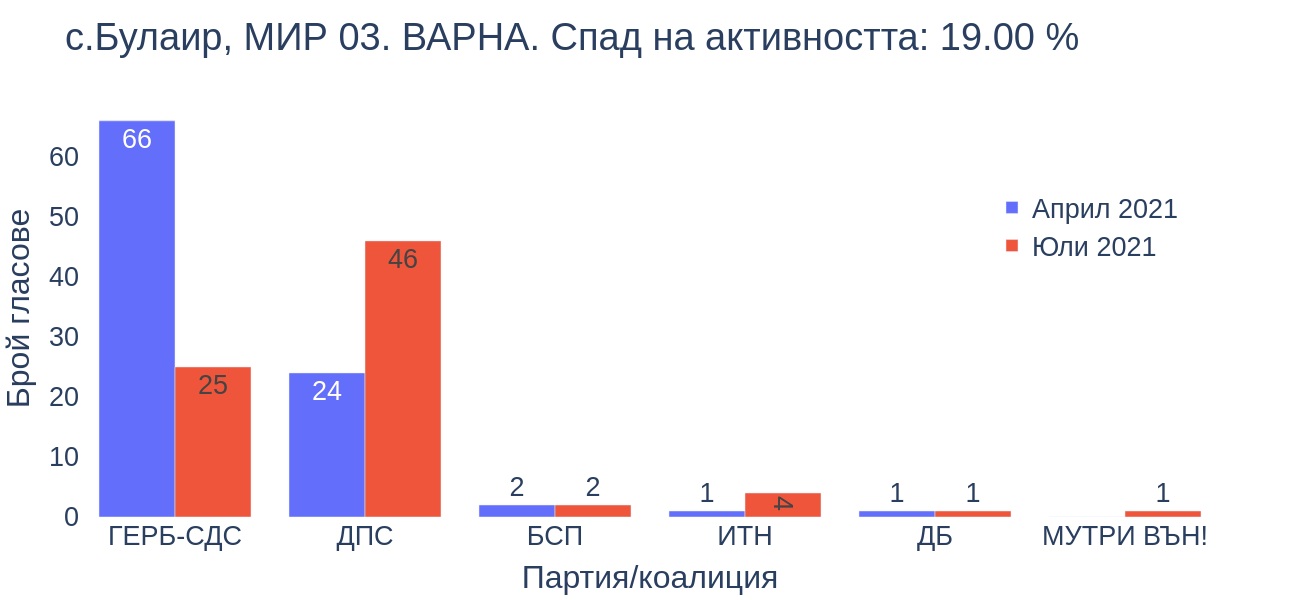 с.Булаир, МИР 03. ВАРНА. Спад на активността: 19.00 %
Брой гласове
60
50
40
30
20
10
0
66
25
24
46
2
2
1
4
1
1
1
Април 2021
Юли 2021
ГЕРБ-СДС
ДПС
БСП
ИТН
ДБ
МУТРИ ВЪН!
Партия/коалиция